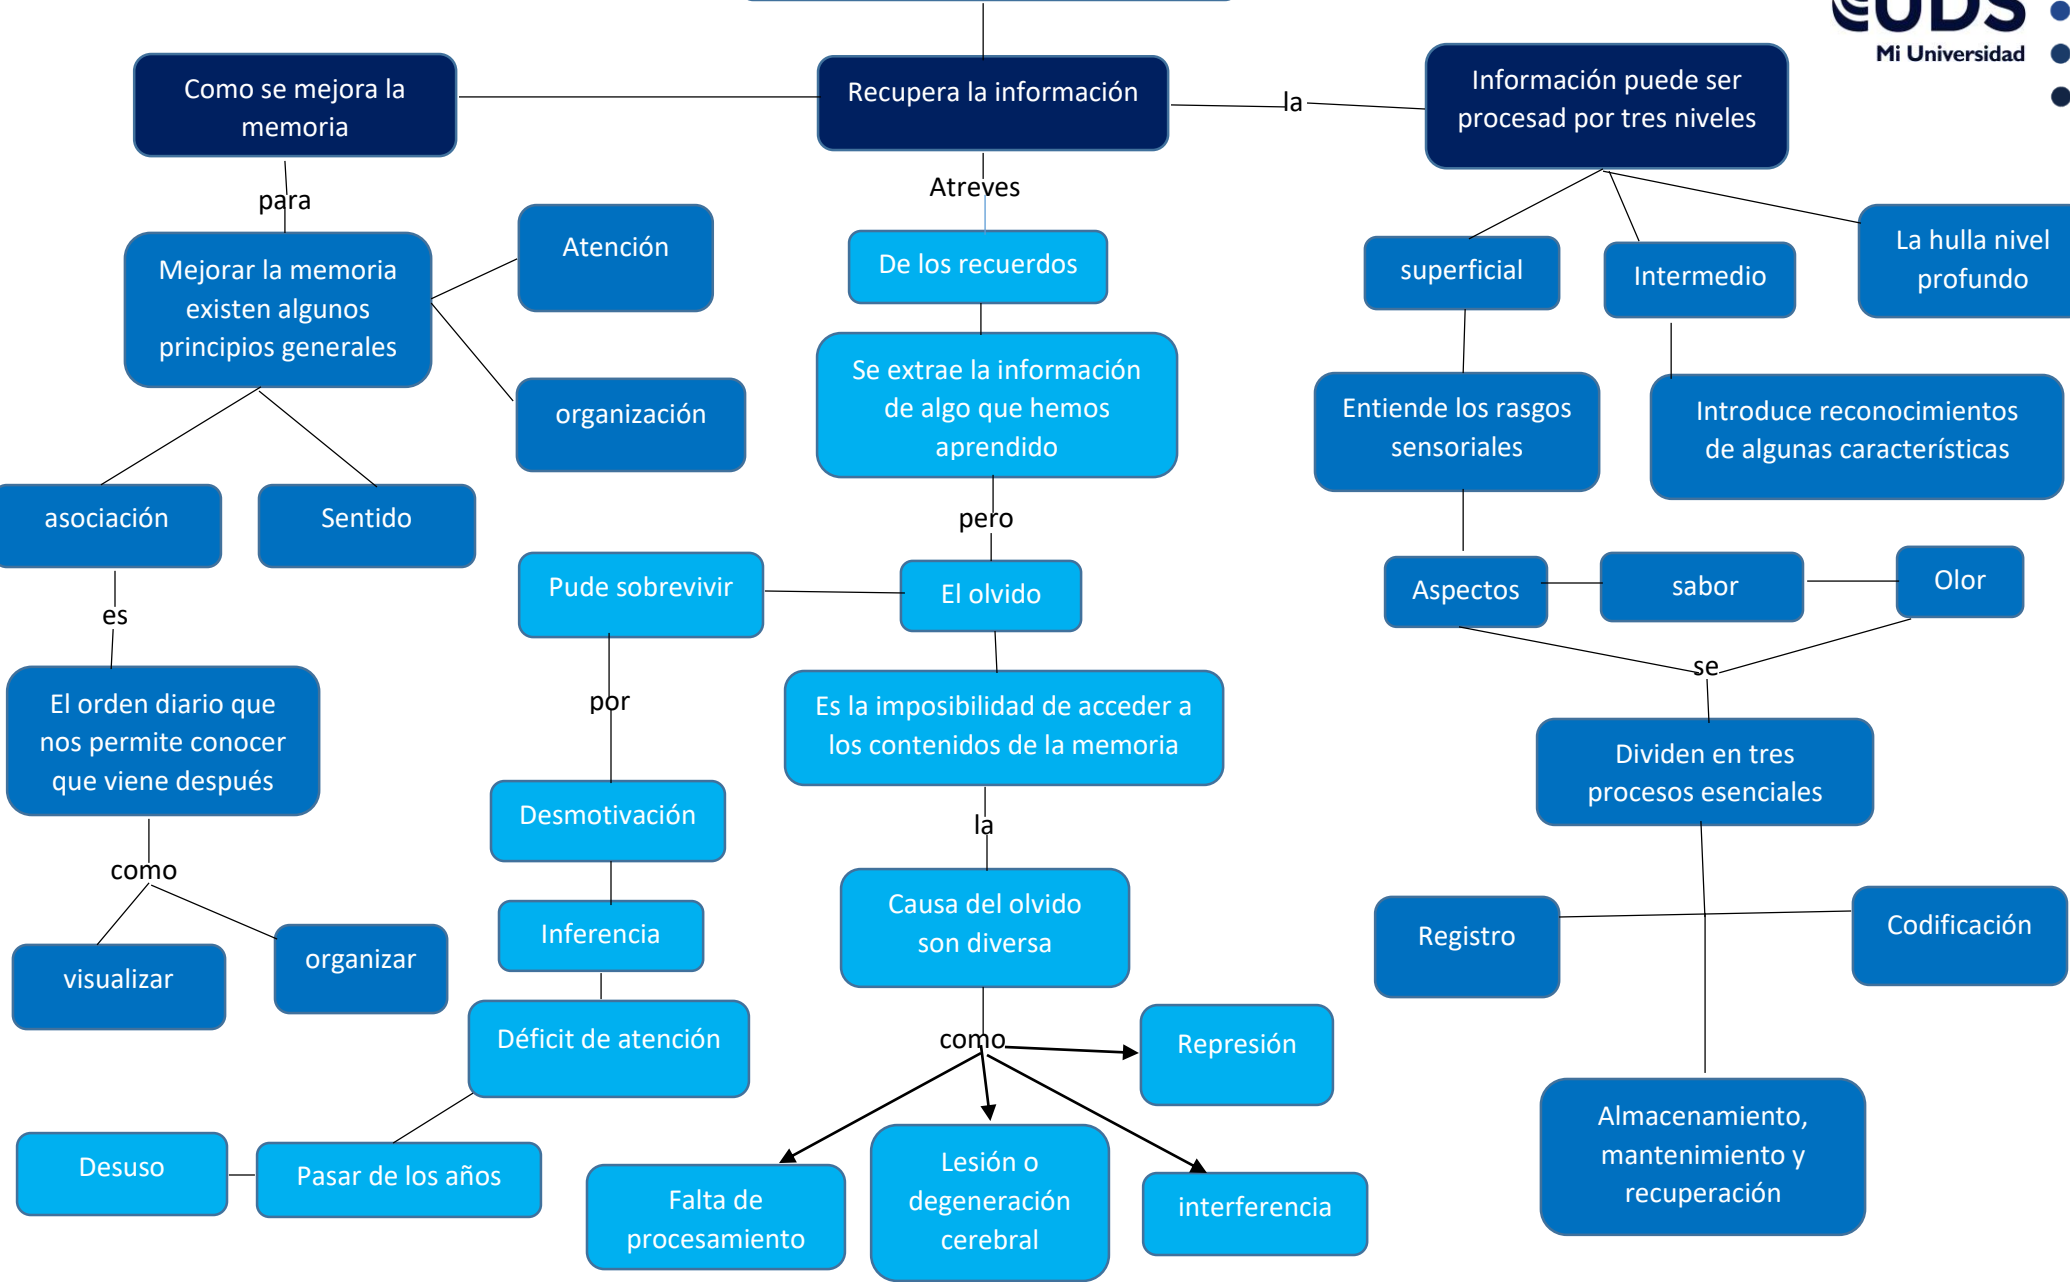 UDS
Mi Universidad
Como se mejora la
memoria
Recupera la información
la
Información puede ser
procesad por tres niveles
para
Atreves
Mejorar la memoria
existen algunos
principios generales
Atención
organización
De los recuerdos
Se extrae la información
de algo que hemos
aprendido
superficial
Intermedio
La hulla nivel
profundo
Entiende los rasgos
sensoriales
Introduce reconocimientos
de algunas características
asociación
Sentido
pero
Pude sobrevivir
El olvido
Aspectos
sabor
Olor
es
se
El orden diario que
nos permite conocer
que viene después
por
Es la imposibilidad de acceder a
los contenidos de la memoria
Dividen en tres
procesos esenciales
Desmotivación
la
como
Causa del olvido
son diversa
Inferencia
visualizar
organizar
Registro
Codificación
Déficit de atención
como
Represión
Desuso
Pasar de los años
Falta de
procesamiento
Lesión o
degeneración
cerebral
interferencia
Almacenamiento,
mantenimiento y
recuperación